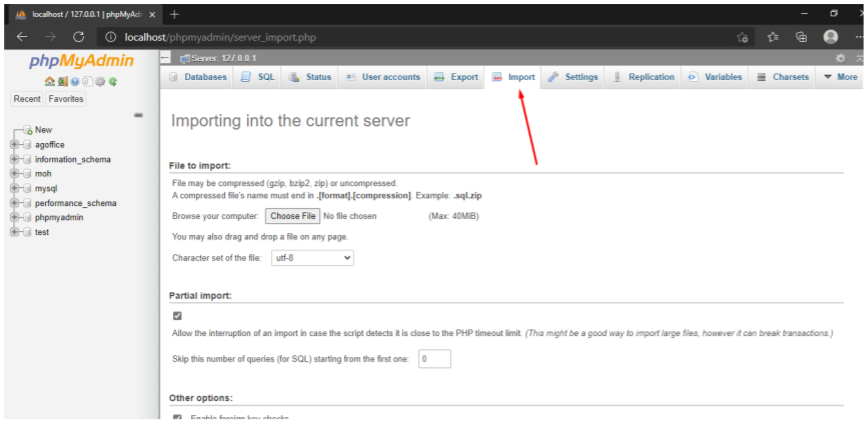 localhost / 127.0.0.1 | phpMyAdn
localhost/phpmyadmin/server_import.php
phpMyAdmin
Recent Favorites
New
agoffice
information_schema
moh
mysql
performance_schema
phpmyadmin
test
Server: 127.0.0.1
Databases SQL Status User accounts Export Import Settings Replication Variables Charsets More
Importing into the current server
File to import:
File may be compressed (gzip, bzip2, zip) or uncompressed.
A compressed file's name must end in .[format].[compression]. Example: .sql.zip
Browse your computer: Choose File No file chosen (Max: 40MiB)
You may also drag and drop a file on any page.
Character set of the file: utf-8
Partial import:
Allow the interruption of an import in case the script detects it is close to the PHP timeout limit. (This might be a good way to import large files, however it can break transactions.)
Skip this number of queries (for SQL) starting from the first one: 0
Other options:
Enable foreign key checks